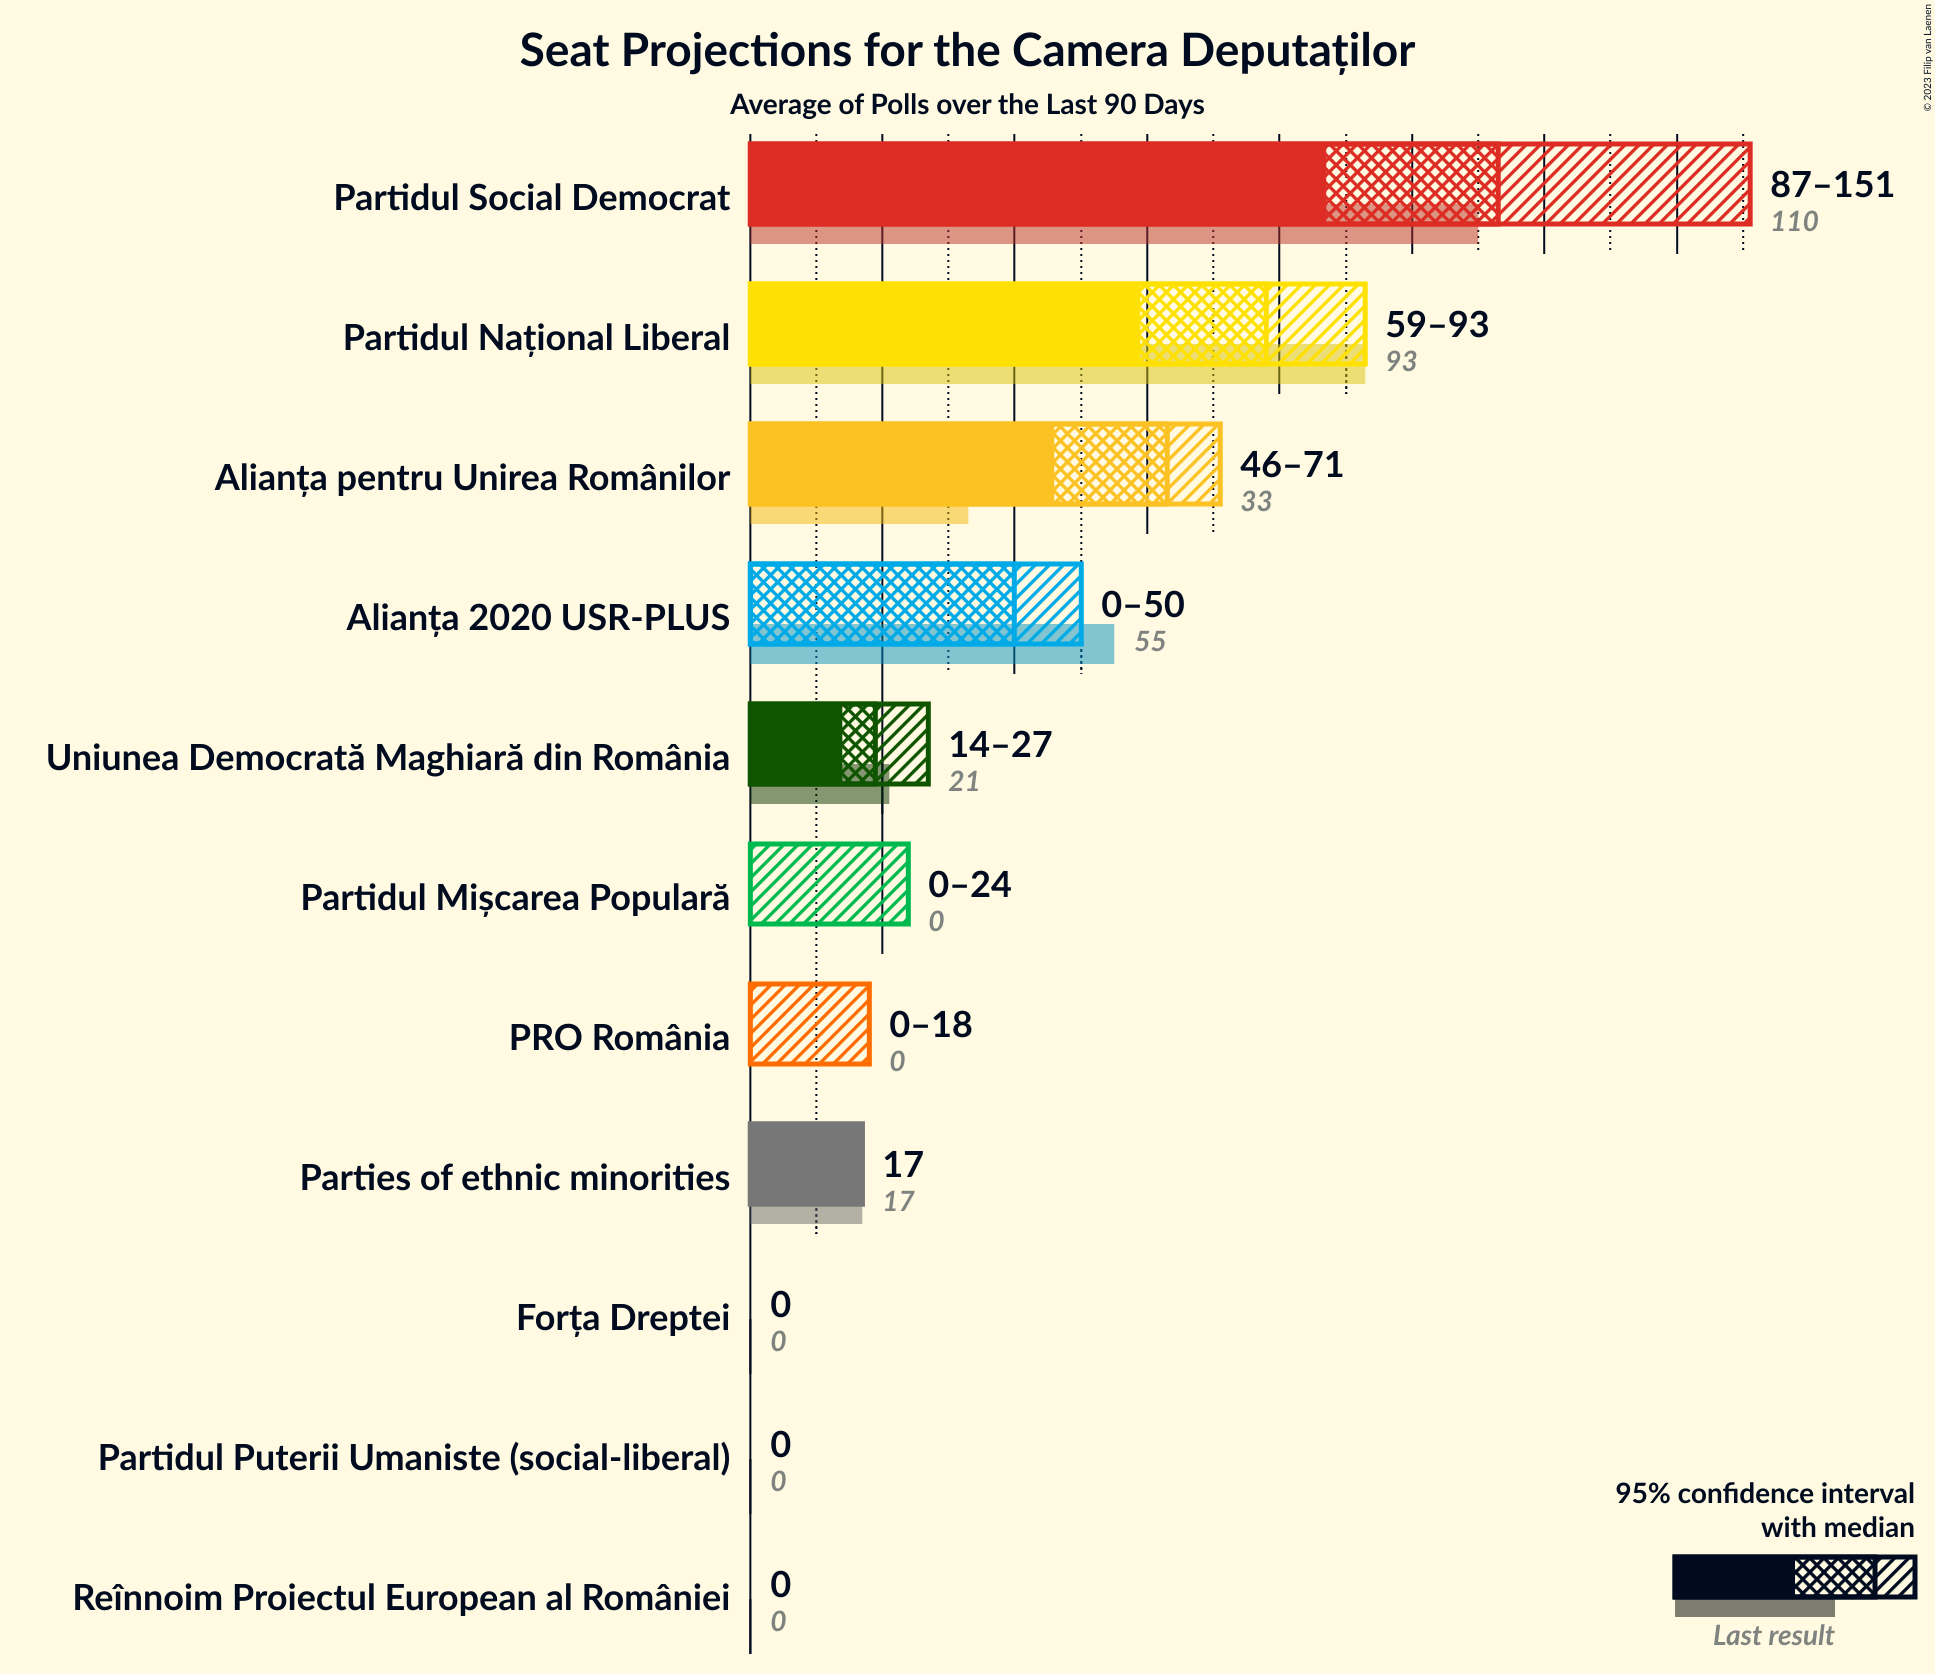 Seat Projections for the Camera Deputaților
Average of Polls over the Last 90 Days
© 2023 Filip van Laenen
Partidul Social Democrat
87–151
110
Partidul Național Liberal
59–93
93
Alianța pentru Unirea Românilor
46–71
33
Alianța 2020 USR-PLUS
0–50
55
Uniunea Democrată Maghiară din România
14–27
21
Partidul Mișcarea Populară
0–24
0
PRO România
0–18
0
Parties of ethnic minorities
17
17
Forța Dreptei
0
0
Partidul Puterii Umaniste (social-liberal)
0
0
Reînnoim Proiectul European al României
0
0
95% confidence interval
with median
Last result